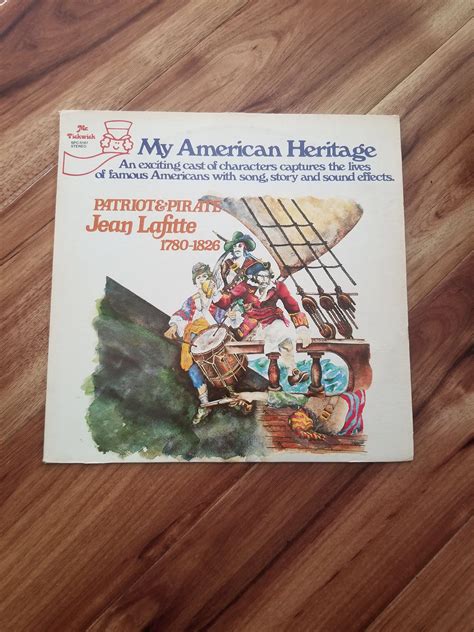 Mr.
Pickwick
STEREO
My American Heritage
An exciting cast of characters captures the lives
of famous Americans with song, story and sound effects.
PATRIOT & PIRATE
Jean Lafitte
1780-1826